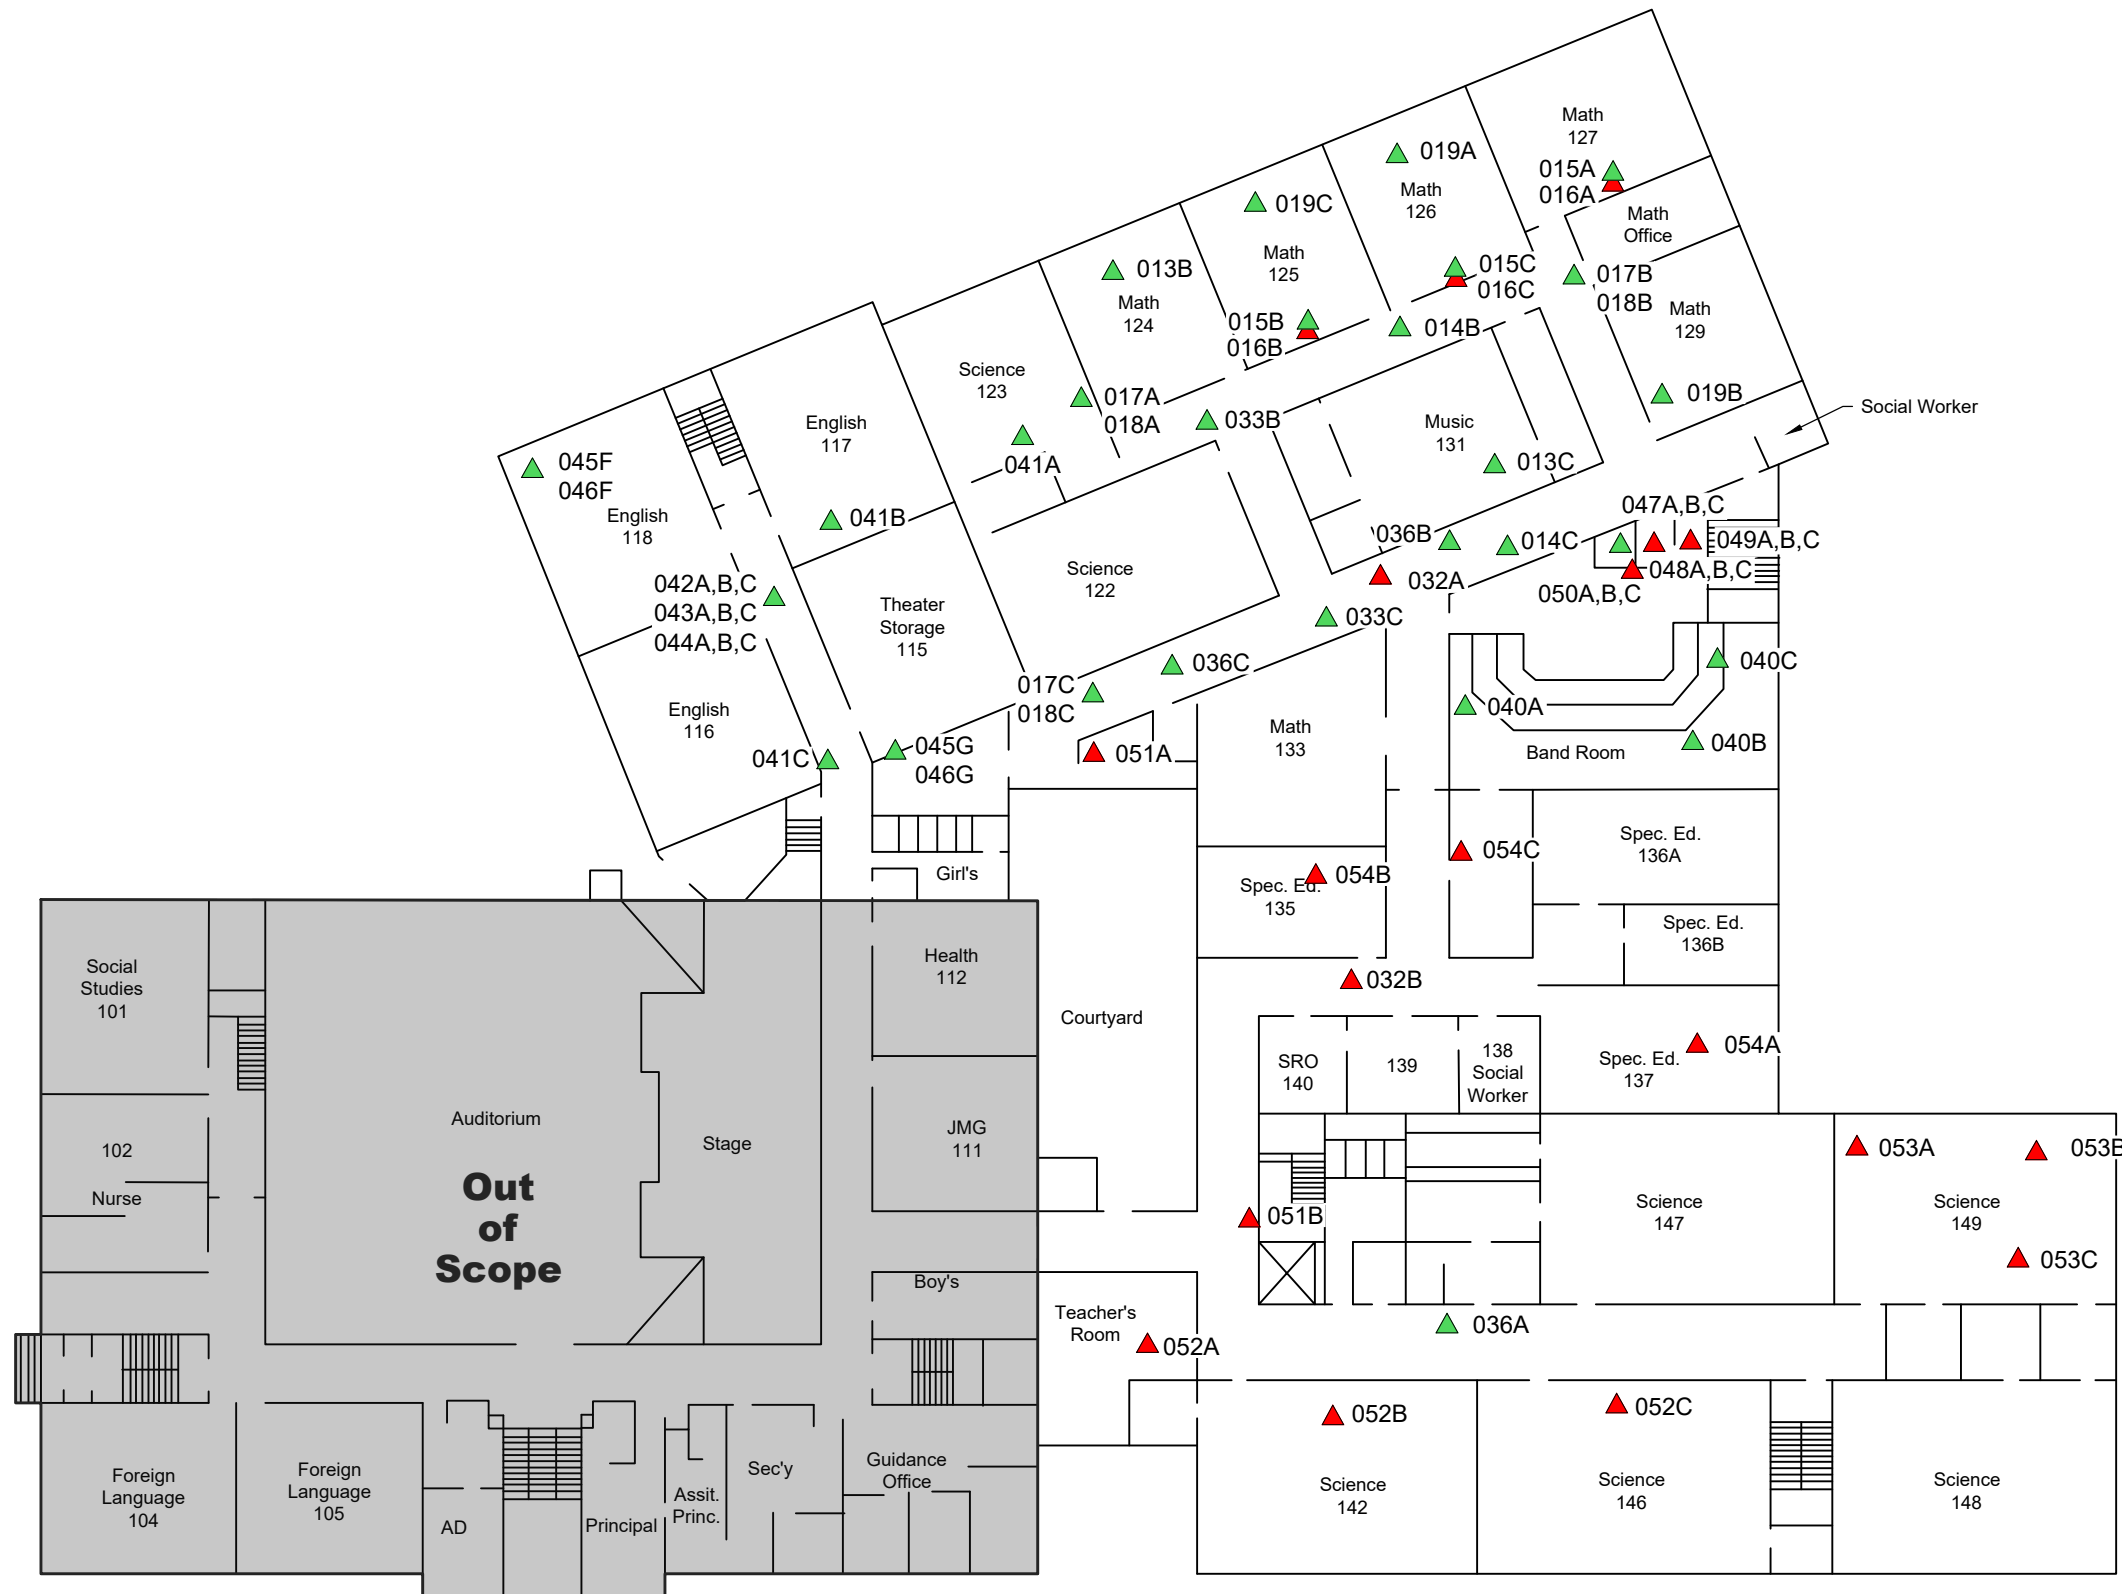 Math
127
015A
016A
019A
Math
126
019C
Math
125
Math
Office
013B
Math
124
015C
016C
017B
018B
Math
129
015B
016B
014B
Science
123
017A
018A
019B
Social Worker
English
117
033B
Music
131
013C
041A
045F
046F
English
118
041B
036B
014C
047A,B,C
049A,B,C
048A,B,C
050A,B,C
Science
122
032A
042A,B,C
043A,B,C
044A,B,C
Theater
Storage
115
033C
036C
017C
018C
040C
040A
040B
Band Room
English
116
Math
133
041C
045G
046G
051A
054C
Spec. Ed.
136A
Girl's
Spec. Ed.
135
054B
Spec. Ed.
136B
Social
Studies
101
Health
112
032B
Courtyard
SRO
140
139
138
Social
Worker
Spec. Ed.
137
054A
Auditorium
Stage
JMG
111
102
Nurse
053A
053B
Science
147
Science
149
Out
of
Scope
051B
053C
Boy's
Teacher's
Room
036A
052A
052B
052C
Foreign
Language
104
Foreign
Language
105
AD
Principal
Assit.
Princ.
Sec'y
Guidance
Office
Science
142
Science
146
Science
148